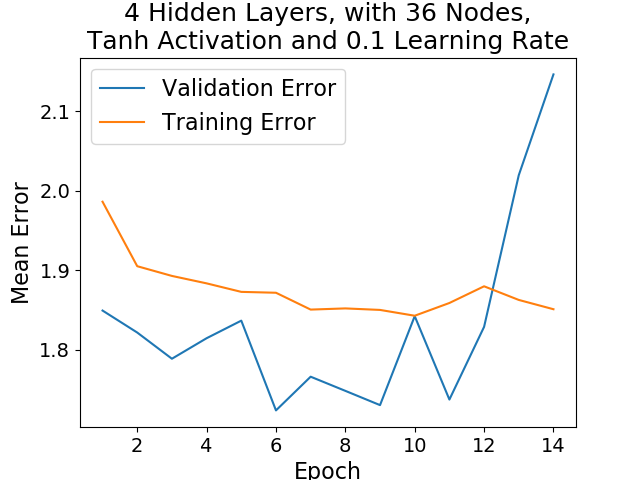 4 Hidden Layers, with 36 Nodes,
Tanh Activation and 0.1 Learning Rate
Validation Error
Training Error
Mean Error
2.1
2.0
1.9
1.8
2 4 6 8 10 12 14
Epoch